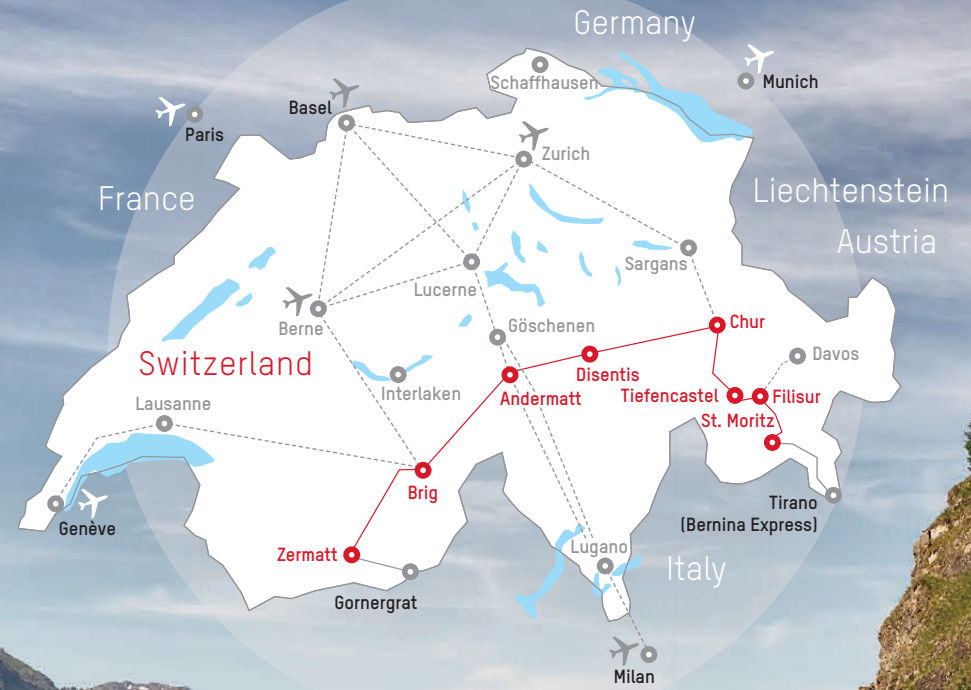 Germany
Schaffhausen
Munich
Basel
Paris
Zurich
France
Liechtenstein
Austria
Sargans
Lucerne
Berne
Göschenen
Chur
Switzerland
Davos
Disentis
Interlaken
Andermatt
Tiefencastel
Filisur
Lausanne
St. Moritz
Brig
Tirano
(Bernina Express)
Genève
Zermatt
Lugano
Italy
Gornergrat
Milan